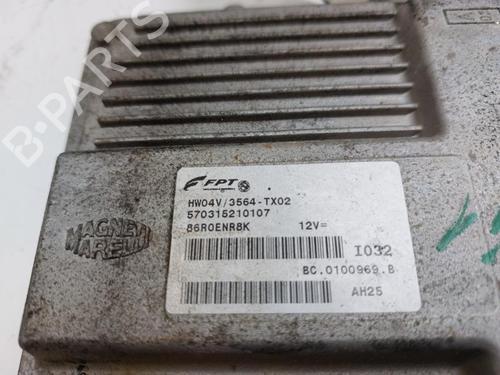 B-PARTS
FPT
HW04V/3564-TX02
570315210107
86R0ENR8K 12V=
I032
BC.0100969.B
AH25
MAGNETI
MARELLI